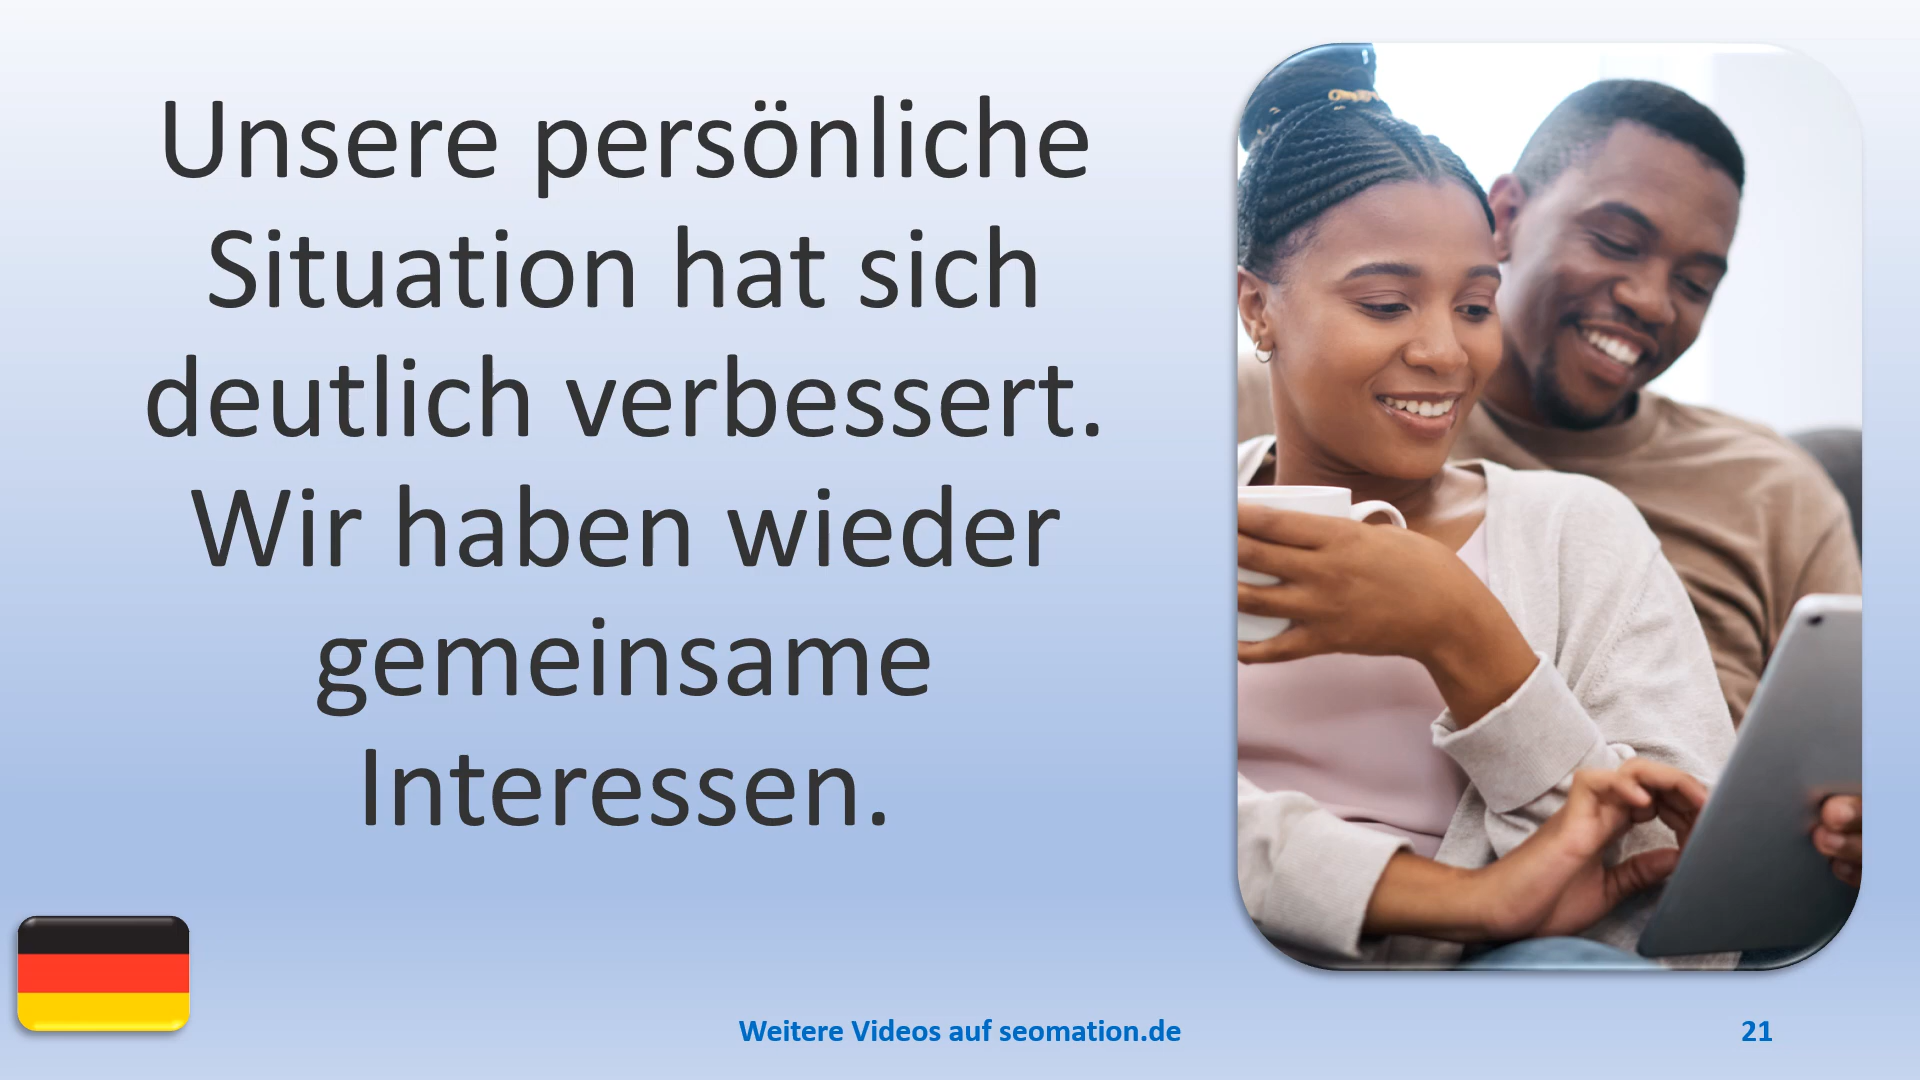 Unsere persönliche
Situation hat sich
deutlich verbessert.
Wir haben wieder
gemeinsame
Interessen.
Weitere Videos auf seomation.de
21